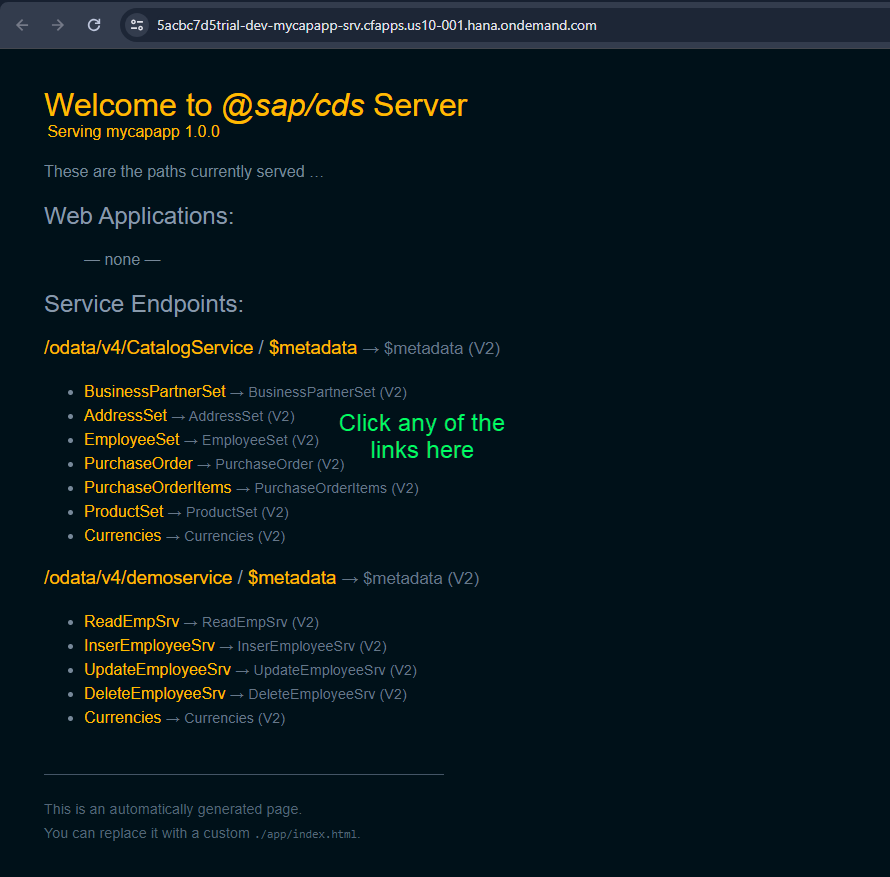 5acbc7d5trial-dev-mycapapp-srv.cfapps.us10-001.hana.ondemand.com
Welcome to @sap/cds Server
Serving mycapapp 1.0.0
These are the paths currently served …
Web Applications:
— none —
Service Endpoints:
/odata/v4/CatalogService / $metadata → $metadata (V2)
BusinessPartnerSet → BusinessPartnerSet (V2)
AddressSet → AddressSet (V2)
EmployeeSet → EmployeeSet (V2)
PurchaseOrder → PurchaseOrder (V2)
PurchaseOrderItems → PurchaseOrderItems (V2)
ProductSet → ProductSet (V2)
Currencies → Currencies (V2)
Click any of the
links here
/odata/v4/demoservice / $metadata → $metadata (V2)
ReadEmpSrv → ReadEmpSrv (V2)
InserEmployeeSrv → InserEmployeeSrv (V2)
UpdateEmployeeSrv → UpdateEmployeeSrv (V2)
DeleteEmployeeSrv → DeleteEmployeeSrv (V2)
Currencies → Currencies (V2)
This is an automatically generated page.
You can replace it with a custom ./app/index.html.